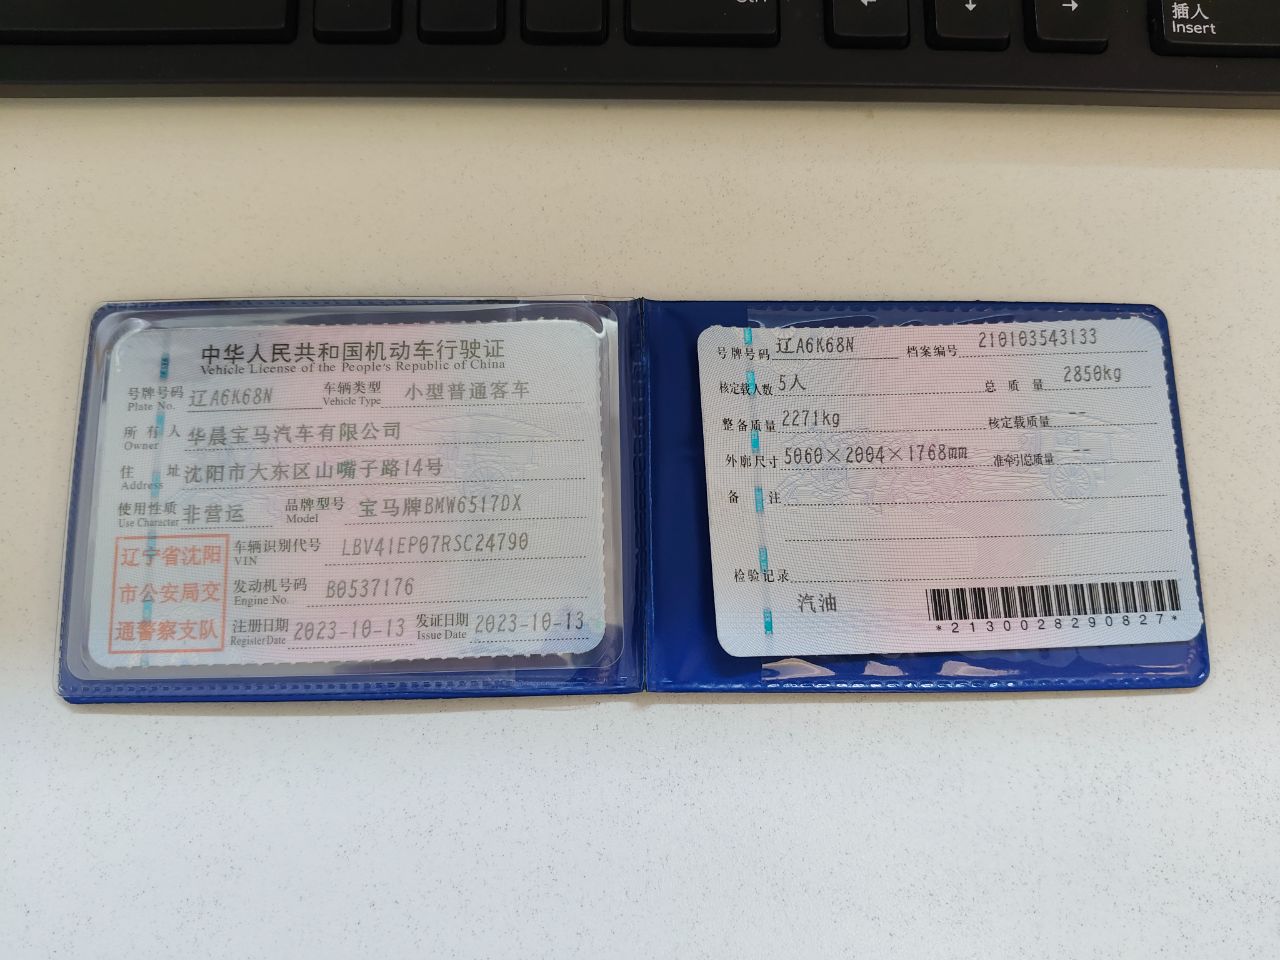 Ctrl
←
↓
→
插入
Insert
中华人民共和国机动车行驶证
Vehicle License of the People's Republic of China
号牌号码 辽A6K68N 车辆类型 小型普通客车
Plate No. Vehicle Type
所有人 华晨宝马汽车有限公司
Owner
住址 沈阳市大东区山嘴子路14号
Address
使用性质 非营运 品牌型号 宝马牌BMW6517DX
Use Character Model
辽宁省沈阳
市公安局交
通警察支队
车辆识别代号 LBV41EP07RSC24790
VIN
发动机号码 B0537176
Engine No.
注册日期 2023-10-13 发证日期 2023-10-13
Register Date Issue Date
号牌号码 辽A6K68N 档案编号 210103543133
核定载人数 5人 总质量 2850kg
整备质量 2271kg 核定载质量 --
外廓尺寸 5060×2004×1768mm 准牵引总质量 --
备注
检验记录
汽油
*2130028290827*